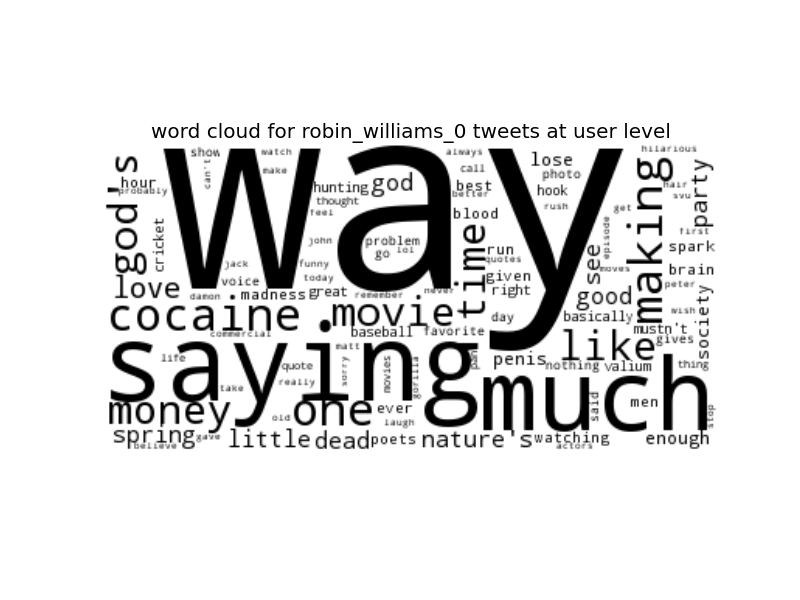 word cloud for robin_williams_0 tweets at user level
way
saying
much
cocaine
movie
making
like
money
one
time
god's
love
god
good
see
little
dead
nature's
spring
party
society
penis
enough
watching
poets
show
watch
make
can't
hour
probably
hunting
thought
feel
always
call
best
better
lose
photo
hook
rush
hilarious
hair
svu
get
first
spark
brain
peter
wish
mustn't
gives
thing
valium
nothing
basically
moves
episode
blood
run
quotes
given
right
day
favorite
never
baseball
remember
great
today
funny
john
problem
go
lol
jack
voice
madness
damon
cricket
commercial
matt
sorry
movies
gorilla
life
quote
really
take
old
ever
laugh
said
men
stop
actors
gave
believe